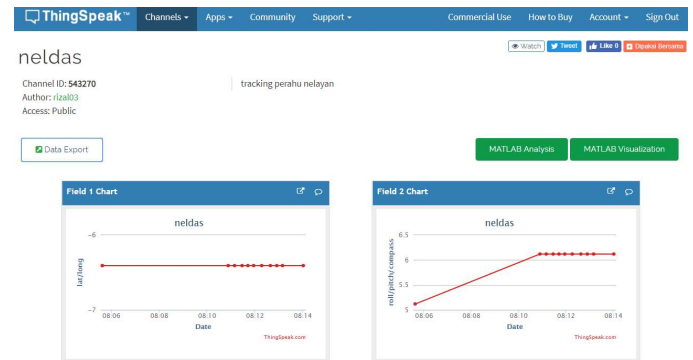 ThingSpeak™ Channels Apps Community Support Commercial Use How to Buy Account Sign Out
Watch Tweet Like 0 Dipakai Bersama
neldas
Channel ID: 543270 tracking perahu nelayan
Author: rizal03
Access: Public
Data Export MATLAB Analysis MATLAB Visualization
Field 1 Chart
neldas
lat/long
-6
-7
08:06 08:08 08:10 08:12 08:14
Date
ThingSpeak.com
Field 2 Chart
neldas
roll/pitch/compass
6.5
6
5.5
5
08:06 08:08 08:10 08:12 08:14
Date
ThingSpeak.com